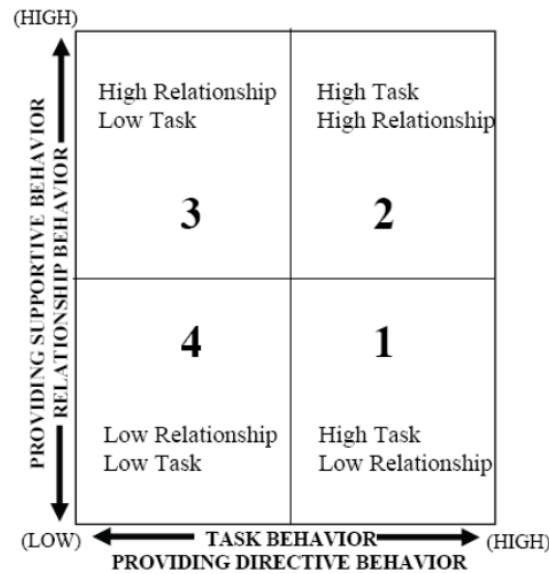 (HIGH)
PROVIDING SUPPORTIVE BEHAVIOR
RELATIONSHIP BEHAVIOR
High Relationship
Low Task
3
High Task
High Relationship
2
4
Low Relationship
Low Task
1
High Task
Low Relationship
(LOW)
TASK BEHAVIOR
(HIGH)
PROVIDING DIRECTIVE BEHAVIOR